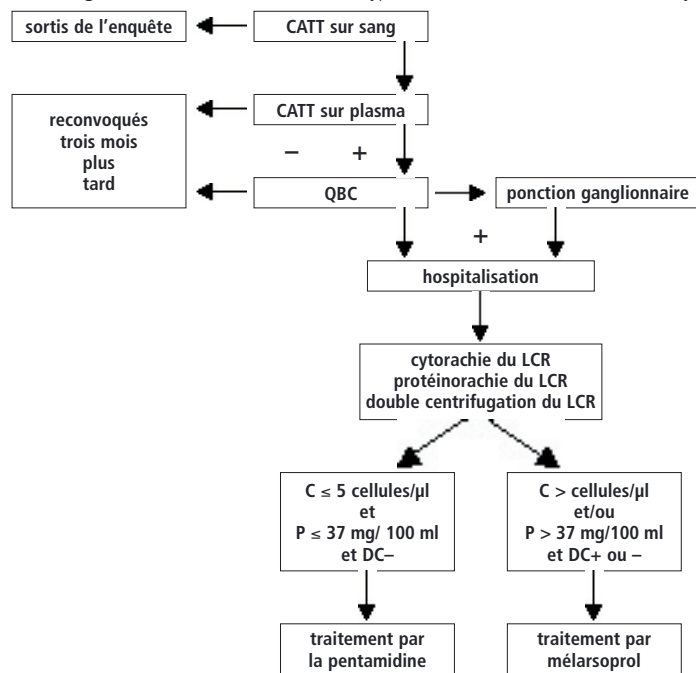 sortis de l'enquête
CATT sur sang
reconvoqués
trois mois
plus
tard
CATT sur plasma
– +
QBC
ponction ganglionnaire
+
hospitalisation
cytorachie du LCR
protéinorachie du LCR
double centrifugation du LCR
C ≤ 5 cellules/µl
et
P ≤ 37 mg/ 100 ml
et DC–
C > cellules/µl
et/ou
P > 37 mg/100 ml
et DC+ ou –
traitement par
la pentamidine
traitement par
mélarsoprol